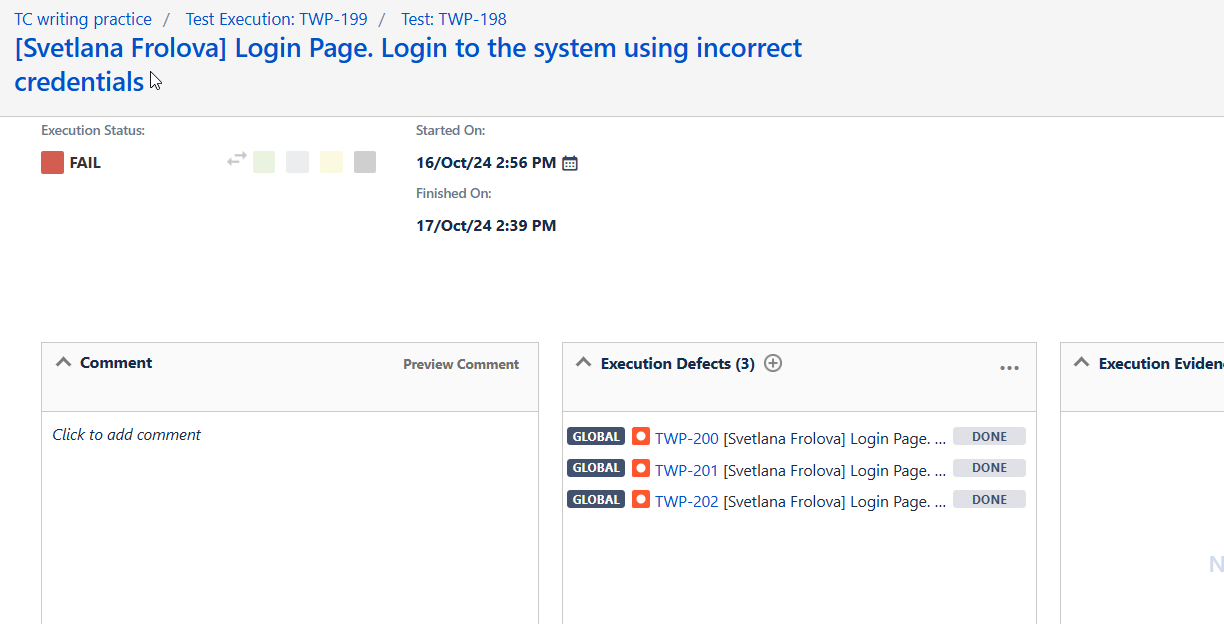 TC writing practice / Test Execution: TWP-199 / Test: TWP-198
[Svetlana Frolova] Login Page. Login to the system using incorrect
credentials
Execution Status:
FAIL
Started On:
16/Oct/24 2:56 PM
Finished On:
17/Oct/24 2:39 PM
Comment
Preview Comment
Click to add comment
Execution Defects (3)
GLOBAL TWP-200 [Svetlana Frolova] Login Page. ... DONE
GLOBAL TWP-201 [Svetlana Frolova] Login Page. ... DONE
GLOBAL TWP-202 [Svetlana Frolova] Login Page. ... DONE
Execution Eviden
N